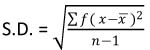 S.D. = √(∑f(x−x̅)²/n−1)